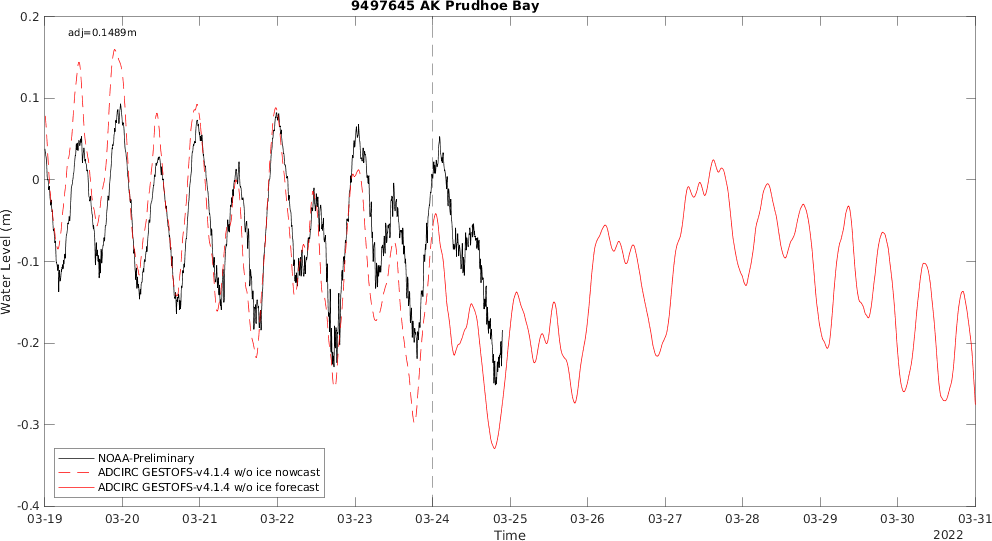 9497645 AK Prudhoe Bay
adj=0.1489m
0.2
0.1
0
-0.1
-0.2
-0.3
-0.4
Water Level (m)
NOAA-Preliminary
ADCIRC GESTOFS-v4.1.4 w/o ice nowcast
ADCIRC GESTOFS-v4.1.4 w/o ice forecast
03-19 03-20 03-21 03-22 03-23 03-24 03-25 03-26 03-27 03-28 03-29 03-30 03-31
Time
2022